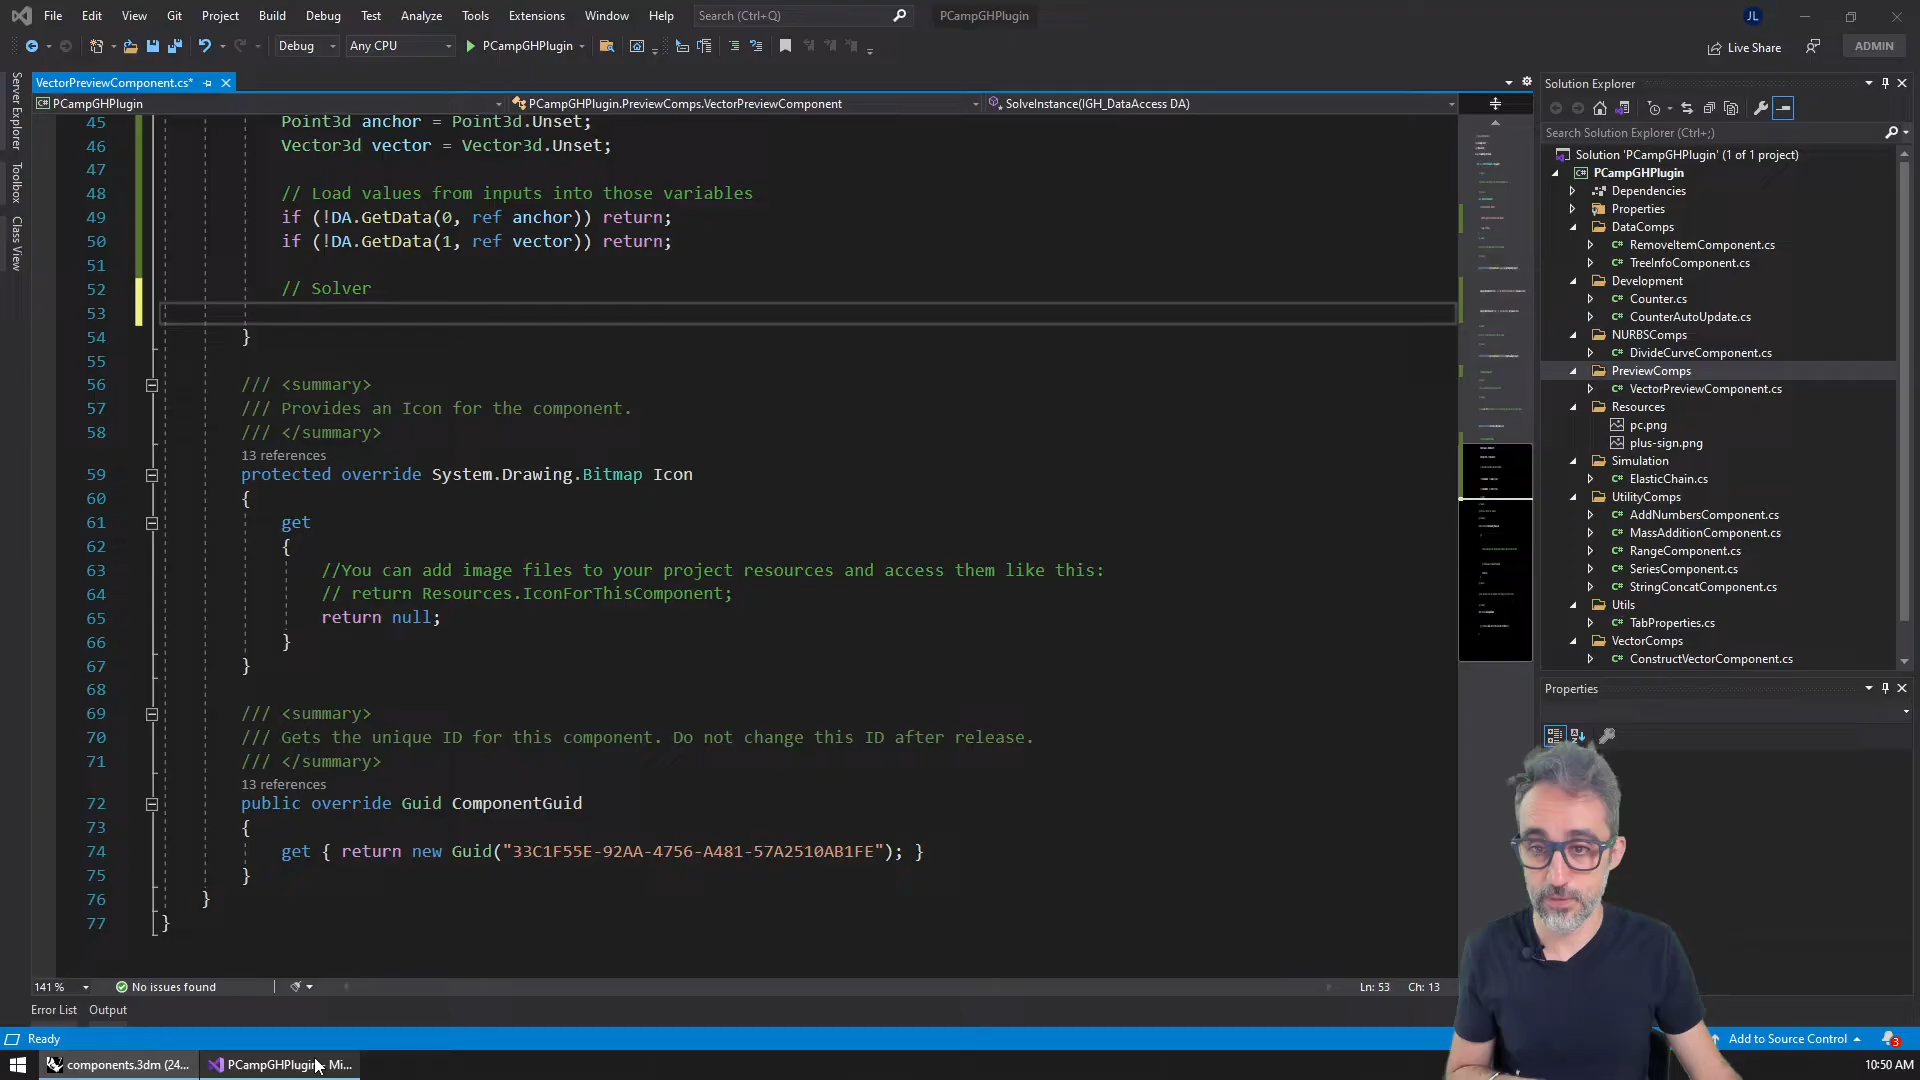 File Edit View Git Project Build Debug Test Analyze Tools Extensions Window Help Search (Ctrl+Q) PCampGHPlugin JL
Debug Any CPU PCampGHPlugin Live Share ADMIN
Server Explorer
Toolbox
Class View
VectorPreviewComponent.cs*
PCampGHPlugin PCampGHPlugin.PreviewComps.VectorPreviewComponent SolveInstance(IGH_DataAccess DA)
45 Point3d anchor = Point3d.Unset;
46 Vector3d vector = Vector3d.Unset;
47
48 // Load values from inputs into those variables
49 if (!DA.GetData(0, ref anchor)) return;
50 if (!DA.GetData(1, ref vector)) return;
51
52 // Solver
53
54 }
55
56 /// <summary>
57 /// Provides an Icon for the component.
58 /// </summary>
13 references
59 protected override System.Drawing.Bitmap Icon
60 {
61 get
62 {
63 //You can add image files to your project resources and access them like this:
64 // return Resources.IconForThisComponent;
65 return null;
66 }
67 }
68
69 /// <summary>
70 /// Gets the unique ID for this component. Do not change this ID after release.
71 /// </summary>
13 references
72 public override Guid ComponentGuid
73 {
74 get { return new Guid("33C1F55E-92AA-4756-A481-57A2510AB1FE"); }
75 }
76 }
77 }
141 % No issues found Ln: 53 Ch: 13
Error List Output
Ready
Add to Source Control 3
components.3dm (24... PCampGHPlugin Mi... 10:50 AM
Solution Explorer
Search Solution Explorer (Ctrl+;)
Solution 'PCampGHPlugin' (1 of 1 project)
C# PCampGHPlugin
Dependencies
Properties
DataComps
C# RemoveItemComponent.cs
C# TreeInfoComponent.cs
Development
C# Counter.cs
C# CounterAutoUpdate.cs
NURBSComps
C# DivideCurveComponent.cs
PreviewComps
C# VectorPreviewComponent.cs
Resources
pc.png
plus-sign.png
Simulation
C# ElasticChain.cs
UtilityComps
C# AddNumbersComponent.cs
C# MassAdditionComponent.cs
C# RangeComponent.cs
C# SeriesComponent.cs
C# StringConcatComponent.cs
Utils
C# TabProperties.cs
VectorComps
C# ConstructVectorComponent.cs
Properties